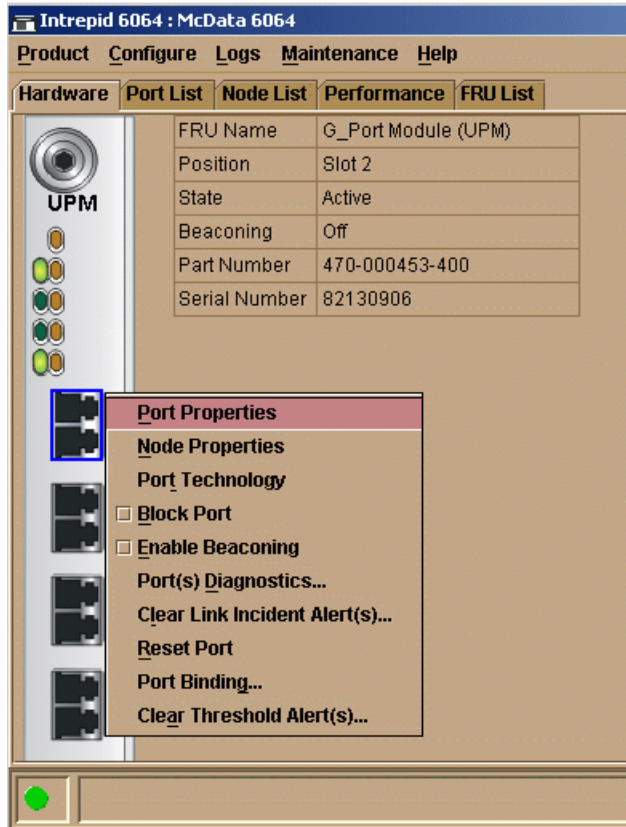 Intrepid 6064 : McData 6064
Product Configure Logs Maintenance Help
Hardware Port List Node List Performance FRU List
FRU Name G_Port Module (UPM)
Position Slot 2
State Active
Beaconing Off
Part Number 470-000453-400
Serial Number 82130906
UPM
Port Properties
Node Properties
Port Technology
Block Port
Enable Beaconing
Port(s) Diagnostics...
Clear Link Incident Alert(s)...
Reset Port
Port Binding...
Clear Threshold Alert(s)...